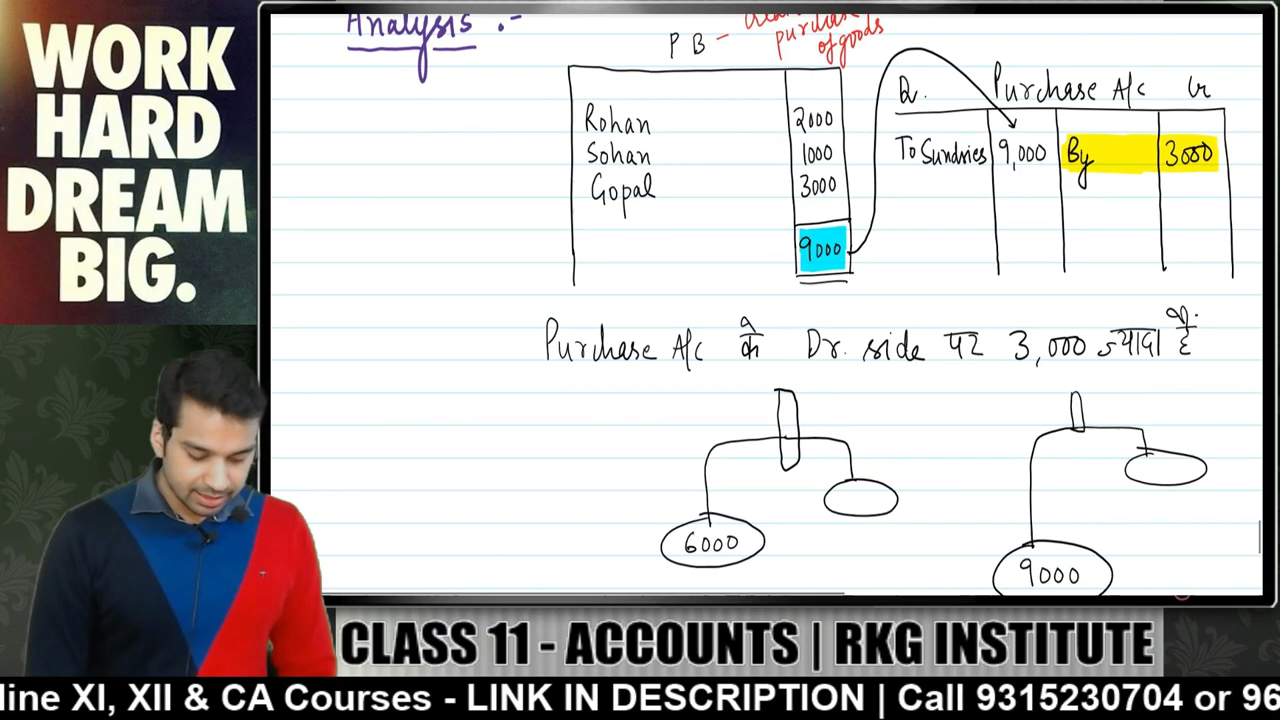 WORK
HARD
DREAM
BIG.
Analysis :-
P B - purchase
of goods
Rohan 2000
Sohan 1000
Gopal 3000
9000
Dr. Purchase A/c Cr
To Sundries 9,000 By 3000
Purchase A/c के Dr. side पर 3,000 ज्यादा हैं
6000
9000
CLASS 11 - ACCOUNTS | RKG INSTITUTE
line XI, XII & CA Courses - LINK IN DESCRIPTION | Call 9315230704 or 96